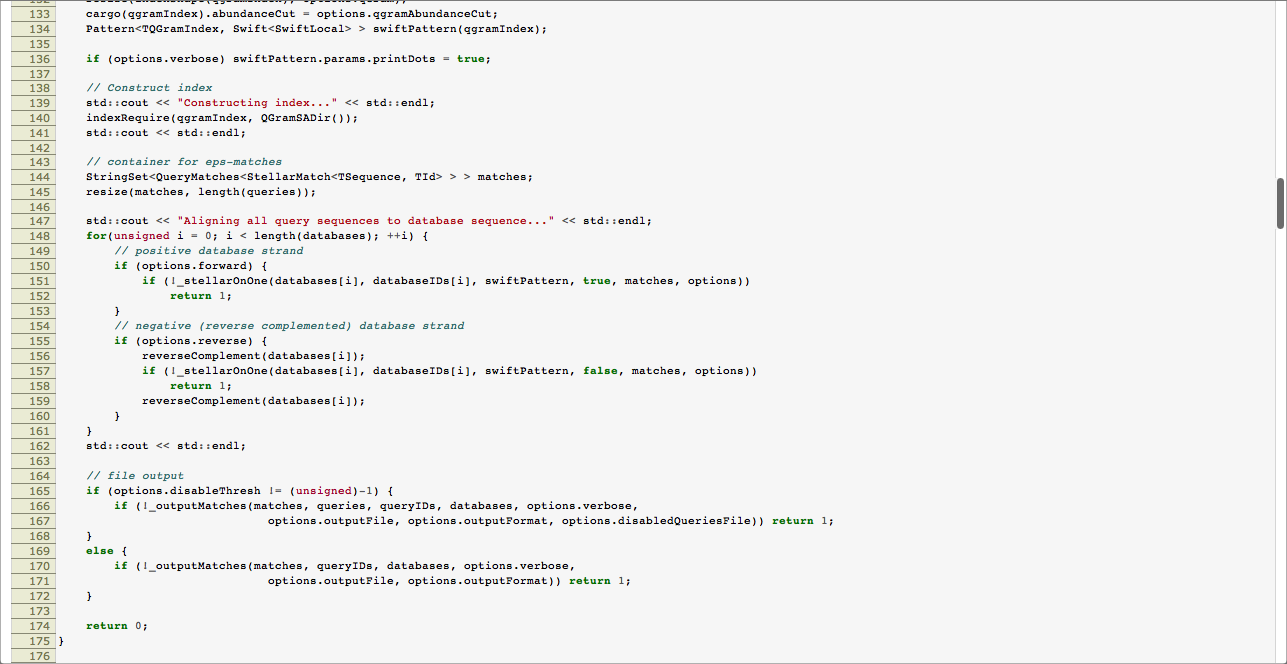 133 cargo(qgramIndex).abundanceCut = options.qgramAbundanceCut;
134 Pattern<TQGramIndex, Swift<SwiftLocal> > swiftPattern(qgramIndex);
135
136 if (options.verbose) swiftPattern.params.printDots = true;
137
138 // Construct index
139 std::cout << "Constructing index..." << std::endl;
140 indexRequire(qgramIndex, QGramSADir());
141 std::cout << std::endl;
142
143 // container for eps-matches
144 StringSet<QueryMatches<StellarMatch<TSequence, TId> > > matches;
145 resize(matches, length(queries));
146
147 std::cout << "Aligning all query sequences to database sequence..." << std::endl;
148 for(unsigned i = 0; i < length(databases); ++i) {
149 // positive database strand
150 if (options.forward) {
151 if (!_stellarOnOne(databases[i], databaseIDs[i], swiftPattern, true, matches, options))
152 return 1;
153 }
154 // negative (reverse complemented) database strand
155 if (options.reverse) {
156 reverseComplement(databases[i]);
157 if (!_stellarOnOne(databases[i], databaseIDs[i], swiftPattern, false, matches, options))
158 return 1;
159 reverseComplement(databases[i]);
160 }
161 }
162 std::cout << std::endl;
163
164 // file output
165 if (options.disableThresh != (unsigned)-1) {
166 if (!_outputMatches(matches, queries, queryIDs, databases, options.verbose,
167 options.outputFile, options.outputFormat, options.disabledQueriesFile)) return 1;
168 }
169 else {
170 if (!_outputMatches(matches, queryIDs, databases, options.verbose,
171 options.outputFile, options.outputFormat)) return 1;
172 }
173
174 return 0;
175 }
176